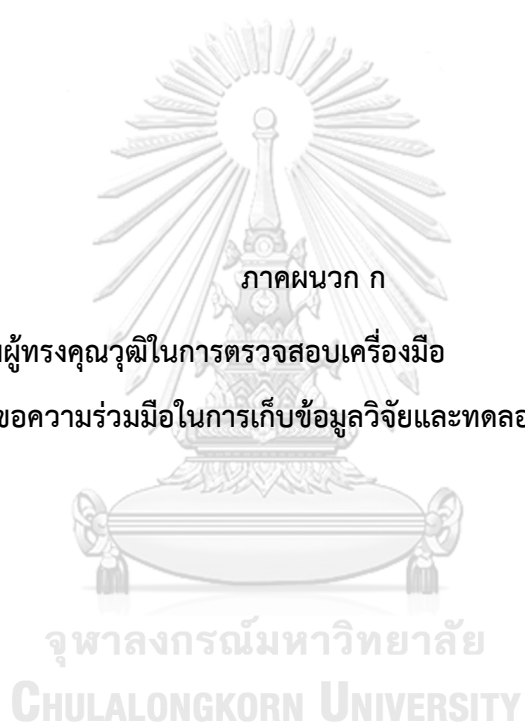 ภาคผนวก ก
ผู้ทรงคุณวุฒิในการตรวจสอบเครื่องมือ
ขอความร่วมมือในการเก็บข้อมูลวิจัยและทดลอ
จุฬาลงกรณ์มหาวิทยาลัย
CHULALONGKORN UNIVERSITY